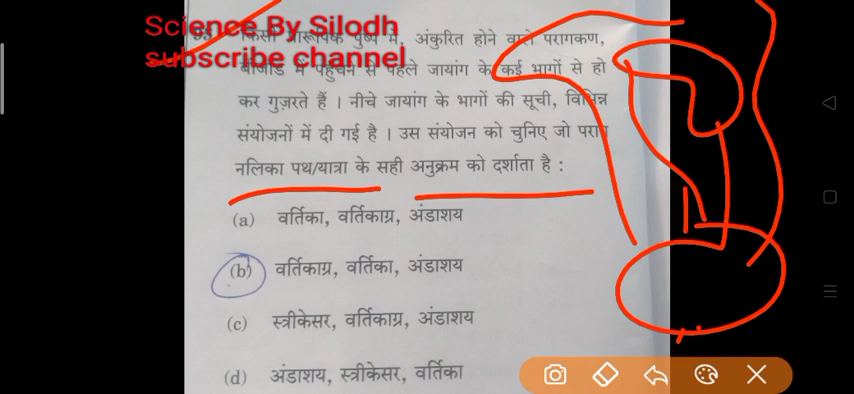 Science By Silodh
subscribe channel
किसी प्रारूपिक पुष्प में, अंकुरित होने वाले परागकण,
बीजांड में पहुंचने से पहले जायांग के कई भागों से हो
कर गुज़रते हैं । नीचे जायांग के भागों की सूची, विभिन्न
संयोजनों में दी गई है । उस संयोजन को चुनिए जो पराग
नलिका पथ/यात्रा के सही अनुक्रम को दर्शाता है :
(a) वर्तिका, वर्तिकाग्र, अंडाशय
(b) वर्तिकाग्र, वर्तिका, अंडाशय
(c) स्त्रीकेसर, वर्तिकाग्र, अंडाशय
(d) अंडाशय, स्त्रीकेसर, वर्तिका